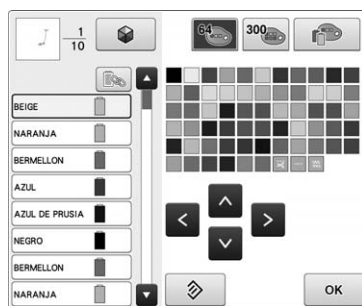 1
10
64
300
BEIGE
NARANJA
BERMELLON
AZUL
AZUL DE PRUSIA
NEGRO
BERMELLON
NARANJA
OK